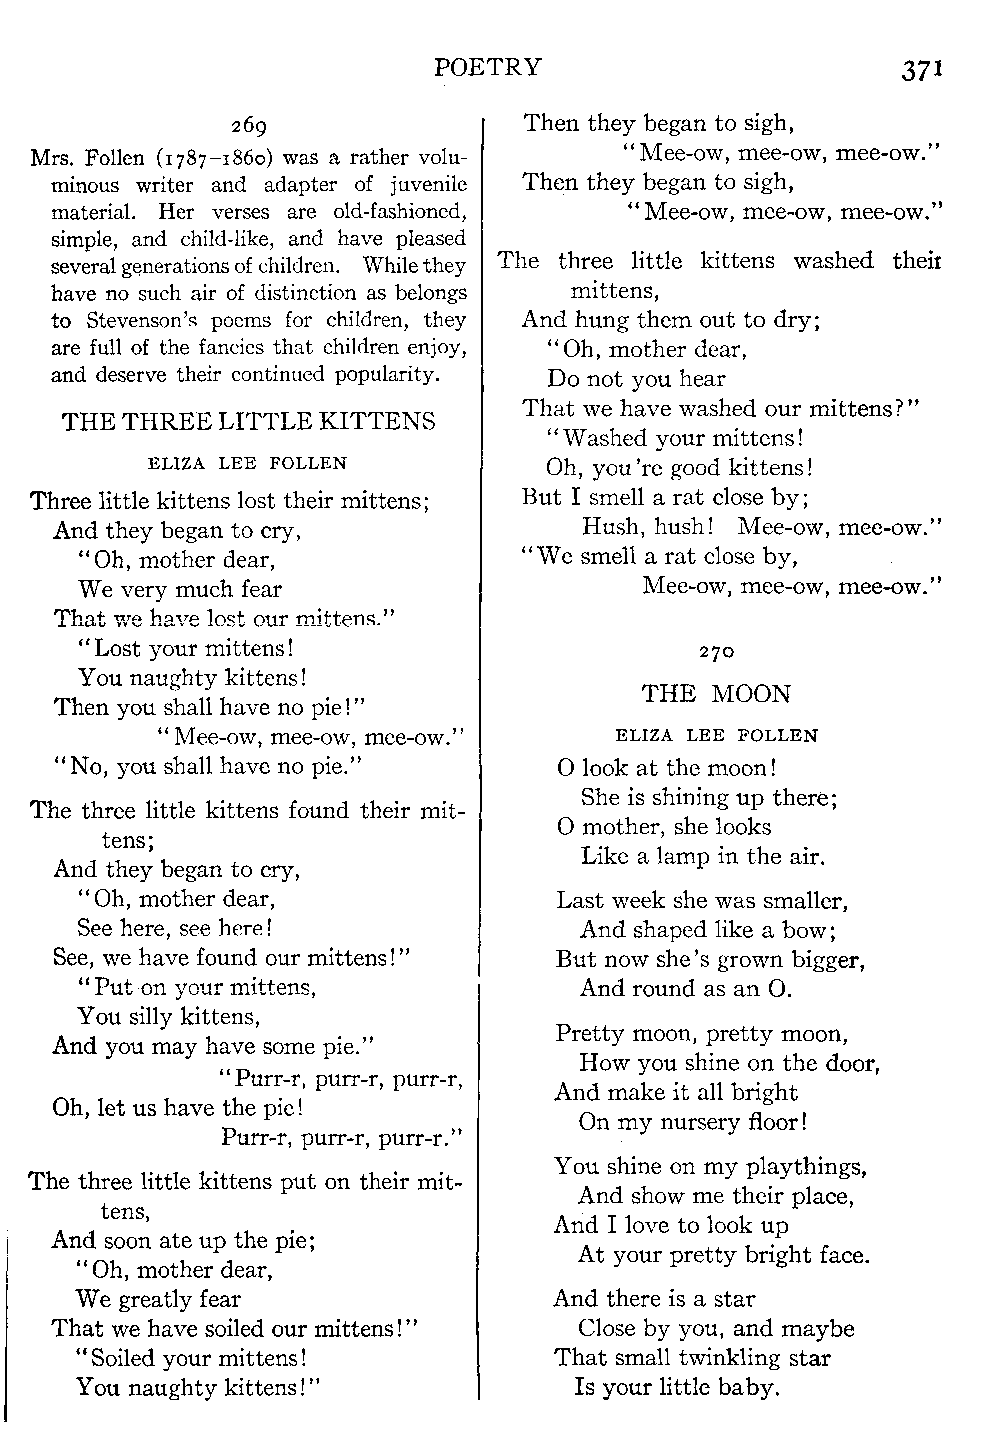 POETRY 371
269
Mrs. Follen (1787–1860) was a rather volu-
minous writer and adapter of juvenile
material. Her verses are old-fashioned,
simple, and child-like, and have pleased
several generations of children. While they
have no such air of distinction as belongs
to Stevenson's poems for children, they
are full of the fancies that children enjoy,
and deserve their continued popularity.
THE THREE LITTLE KITTENS
ELIZA LEE FOLLEN
Three little kittens lost their mittens;
And they began to cry,
"Oh, mother dear,
We very much fear
That we have lost our mittens."
"Lost your mittens!
You naughty kittens!
Then you shall have no pie!"
"Mee-ow, mee-ow, mee-ow."
"No, you shall have no pie."
The three little kittens found their mit-
tens;
And they began to cry,
"Oh, mother dear,
See here, see here!
See, we have found our mittens!"
"Put on your mittens,
You silly kittens,
And you may have some pie."
"Purr-r, purr-r, purr-r,
Oh, let us have the pie!
Purr-r, purr-r, purr-r."
The three little kittens put on their mit-
tens,
And soon ate up the pie;
"Oh, mother dear,
We greatly fear
That we have soiled our mittens!"
"Soiled your mittens!
You naughty kittens!"
Then they began to sigh,
"Mee-ow, mee-ow, mee-ow."
Then they began to sigh,
"Mee-ow, mee-ow, mee-ow."
The three little kittens washed their
mittens,
And hung them out to dry;
"Oh, mother dear,
Do not you hear
That we have washed our mittens?"
"Washed your mittens!
Oh, you're good kittens!
But I smell a rat close by;
Hush, hush! Mee-ow, mee-ow."
"We smell a rat close by,
Mee-ow, mee-ow, mee-ow."
270
THE MOON
ELIZA LEE FOLLEN
O look at the moon!
She is shining up there;
O mother, she looks
Like a lamp in the air.
Last week she was smaller,
And shaped like a bow;
But now she's grown bigger,
And round as an O.
Pretty moon, pretty moon,
How you shine on the door,
And make it all bright
On my nursery floor!
You shine on my playthings,
And show me their place,
And I love to look up
At your pretty bright face.
And there is a star
Close by you, and maybe
That small twinkling star
Is your little baby.